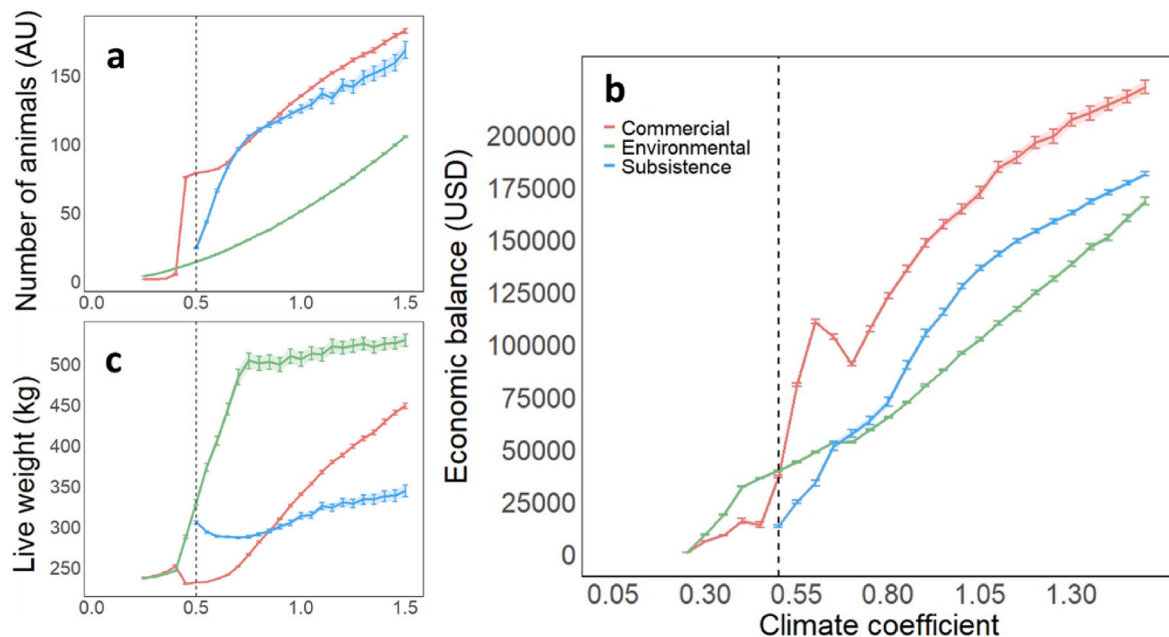 a
Number of animals (AU)
150
100
50
0
0.0 0.5 1.0 1.5
c
Live weight (kg)
500
450
400
350
300
250
0.0 0.5 1.0 1.5
b
Commercial
Environmental
Subsistence
Economic balance (USD)
200000
175000
150000
125000
100000
75000
50000
25000
0
0.05 0.30 0.55 0.80 1.05 1.30
Climate coefficient